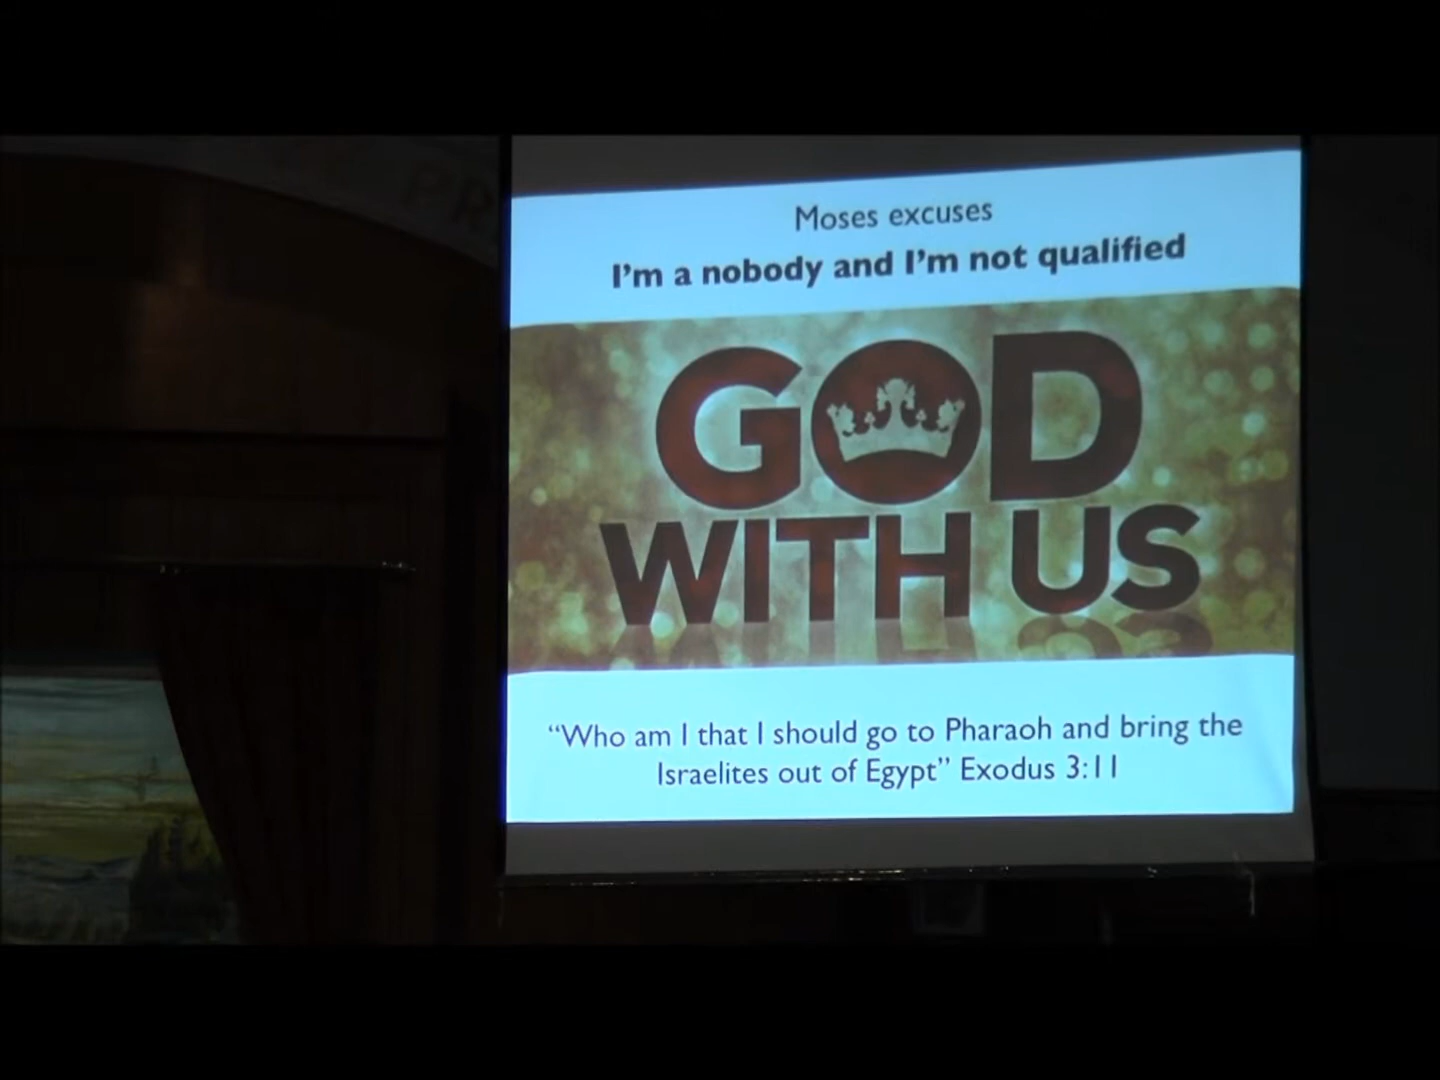 PR
Moses excuses
I'm a nobody and I'm not qualified
GOD
WITH US
“Who am I that I should go to Pharaoh and bring the
Israelites out of Egypt” Exodus 3:11